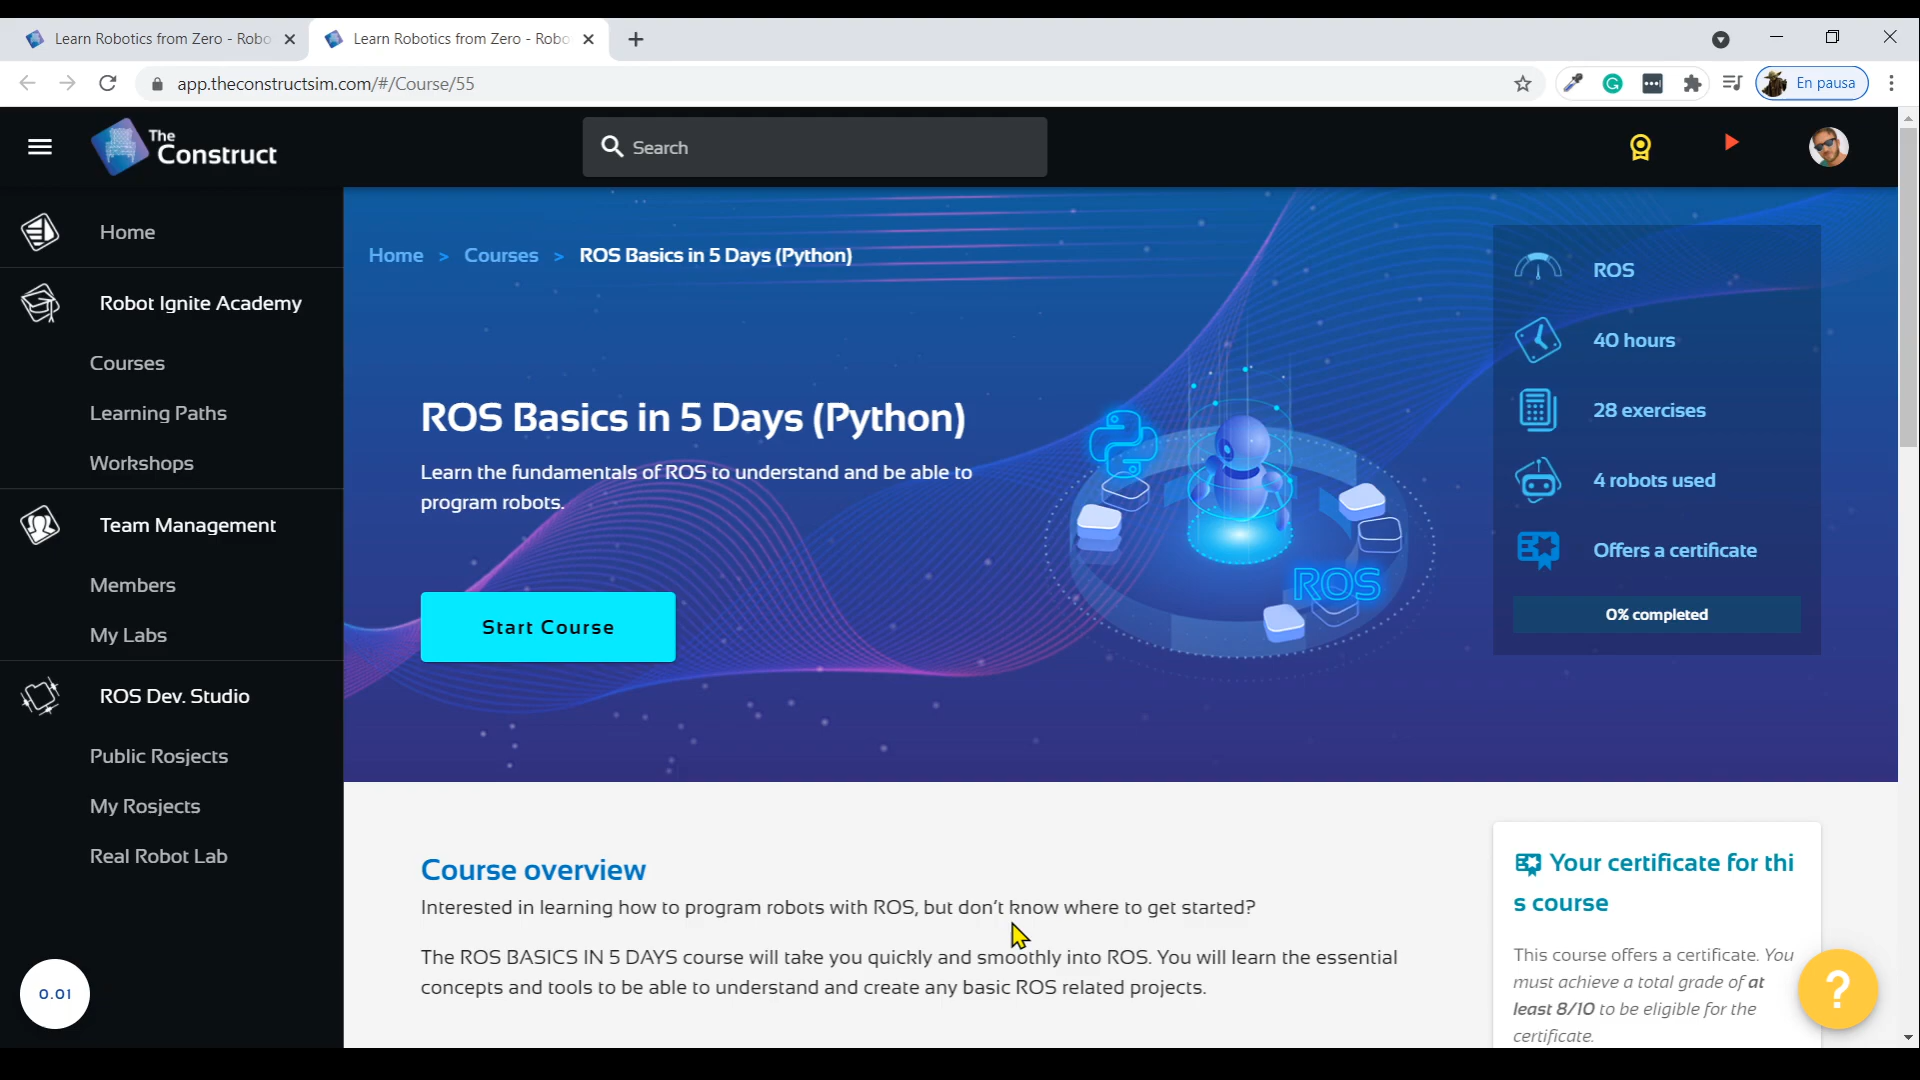 Learn Robotics from Zero - Robo
Learn Robotics from Zero - Robo
app.theconstructsim.com/#/Course/55
En pausa
The
Construct
Search
Home
Robot Ignite Academy
Courses
Learning Paths
Workshops
Team Management
Members
My Labs
ROS Dev. Studio
Public Rosjects
My Rosjects
Real Robot Lab
0.01
Home > Courses > ROS Basics in 5 Days (Python)
ROS Basics in 5 Days (Python)
Learn the fundamentals of ROS to understand and be able to
program robots.
Start Course
ROS
ROS
40 hours
28 exercises
4 robots used
Offers a certificate
0% completed
Course overview
Interested in learning how to program robots with ROS, but don't know where to get started?
The ROS BASICS IN 5 DAYS course will take you quickly and smoothly into ROS. You will learn the essential
concepts and tools to be able to understand and create any basic ROS related projects.
Your certificate for thi
s course
This course offers a certificate. You
must achieve a total grade of at
least 8/10 to be eligible for the
certificate.
?